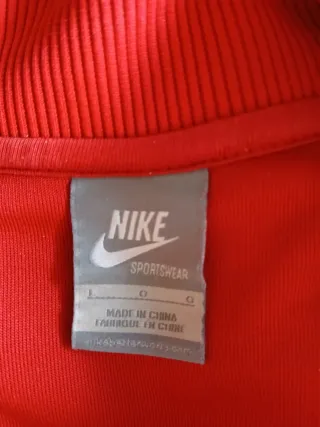 NIKE
SPORTSWEAR
L O G
MADE IN CHINA
FABRIQUE EN CHINE